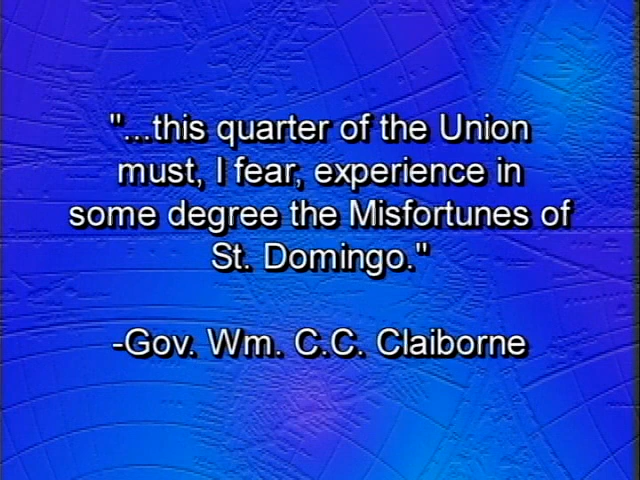 "...this quarter of the Union
must, I fear, experience in
some degree the Misfortunes of
St. Domingo."
-Gov. Wm. C.C. Claiborne